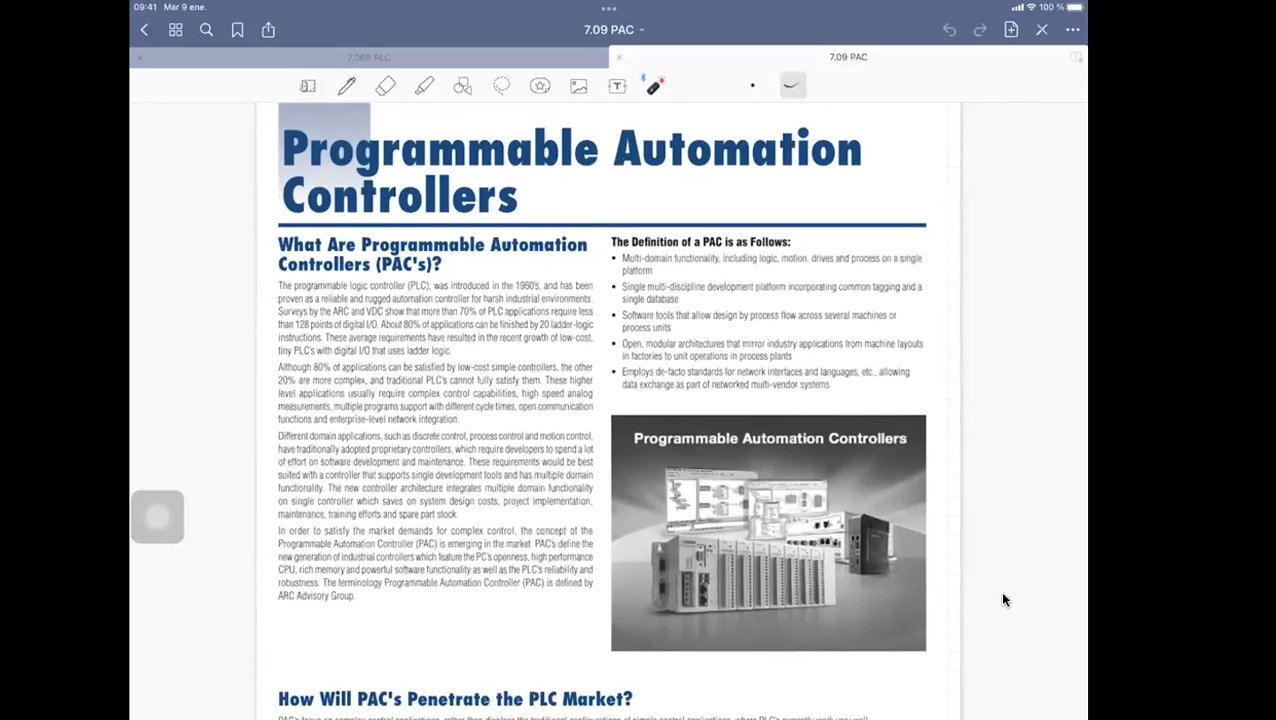 09:41 Mar 9 ene.
100 %
7.09 PAC
7.08B PLC
7.09 PAC
Programmable Automation
Controllers
What Are Programmable Automation
Controllers (PAC's)?
The programmable logic controller (PLC), was introduced in the 1960's, and has been
proven as a reliable and rugged automation controller for harsh industrial environments.
Surveys by the ARC and VDC show that more than 70% of PLC applications require less
than 128 points of digital I/O. About 80% of applications can be finished by 20 ladder-logic
instructions. These average requirements have resulted in the recent growth of low-cost,
tiny PLC's with digital I/O that uses ladder logic.
Although 80% of applications can be satisfied by low-cost simple controllers, the other
20% are more complex, and traditional PLC's cannot fully satisfy them. These higher
level applications usually require complex control capabilities, high speed analog
measurements, multiple programs support with different cycle times, open communication
functions and enterprise-level network integration.
Different domain applications, such as discrete control, process control and motion control,
have traditionally adopted proprietary controllers, which require developers to spend a lot
of effort on software development and maintenance. These requirements would be best
suited with a controller that supports single development tools and has multiple domain
functionality. The new controller architecture integrates multiple domain functionality
on single controller which saves on system design costs, project implementation,
maintenance, training efforts and spare part stock.
In order to satisfy the market demands for complex control, the concept of the
Programmable Automation Controller (PAC) is emerging in the market. PAC's define the
new generation of industrial controllers which feature the PC's openness, high performance
CPU, rich memory and powerful software functionality as well as the PLC's reliability and
robustness. The terminology Programmable Automation Controller (PAC) is defined by
ARC Advisory Group.
The Definition of a PAC is as Follows:
▪ Multi-domain functionality, including logic, motion, drives and process on a single
platform
▪ Single multi-discipline development platform incorporating common tagging and a
single database
▪ Software tools that allow design by process flow across several machines or
process units
▪ Open, modular architectures that mirror industry applications from machine layouts
in factories to unit operations in process plants
▪ Employs de-facto standards for network interfaces and languages, etc., allowing
data exchange as part of networked multi-vendor systems
Programmable Automation Controllers
How Will PAC's Penetrate the PLC Market?